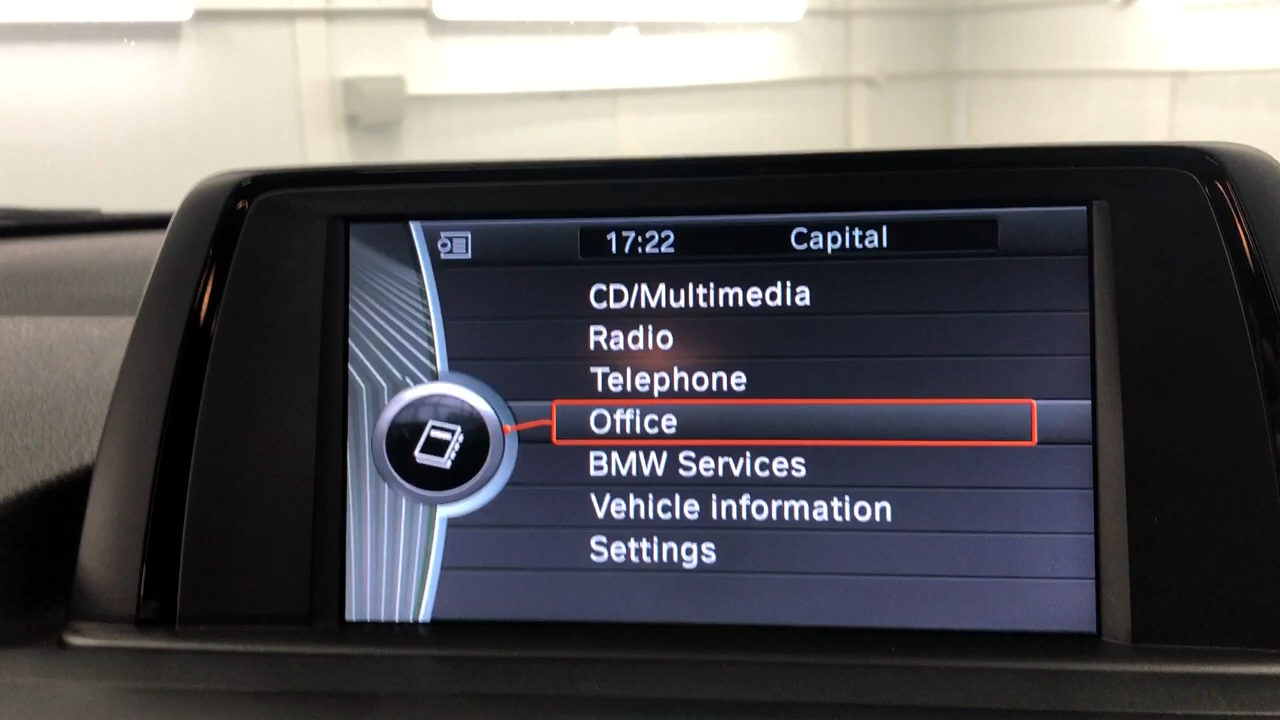 17:22 Capital
CD/Multimedia
Radio
Telephone
Office
BMW Services
Vehicle information
Settings